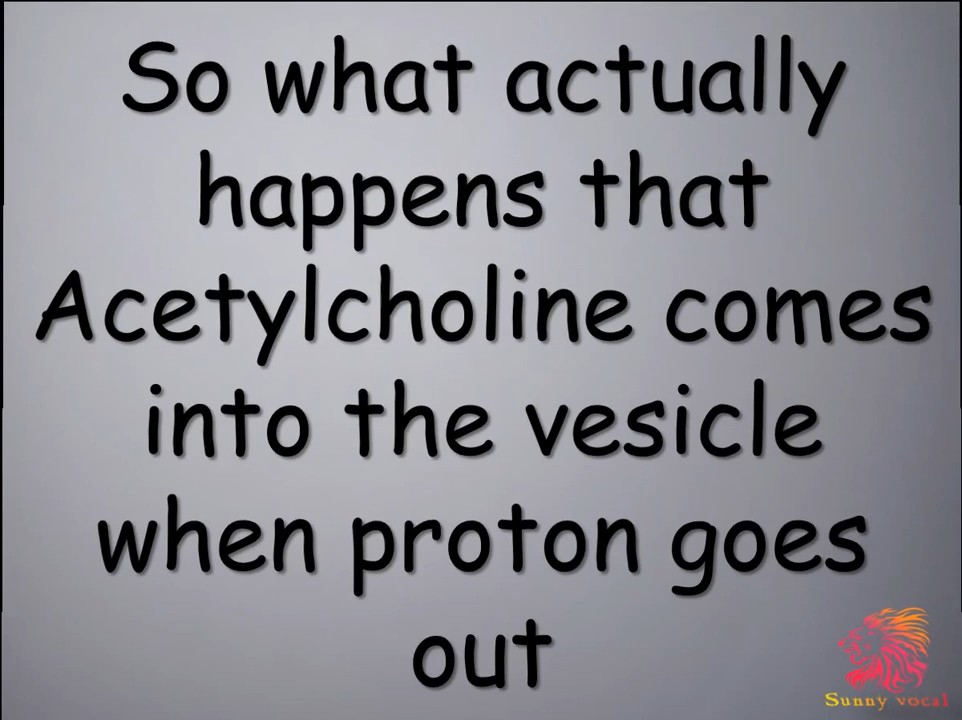 So what actually
happens that
Acetylcholine comes
into the vesicle
when proton goes
out
Sunny vocal